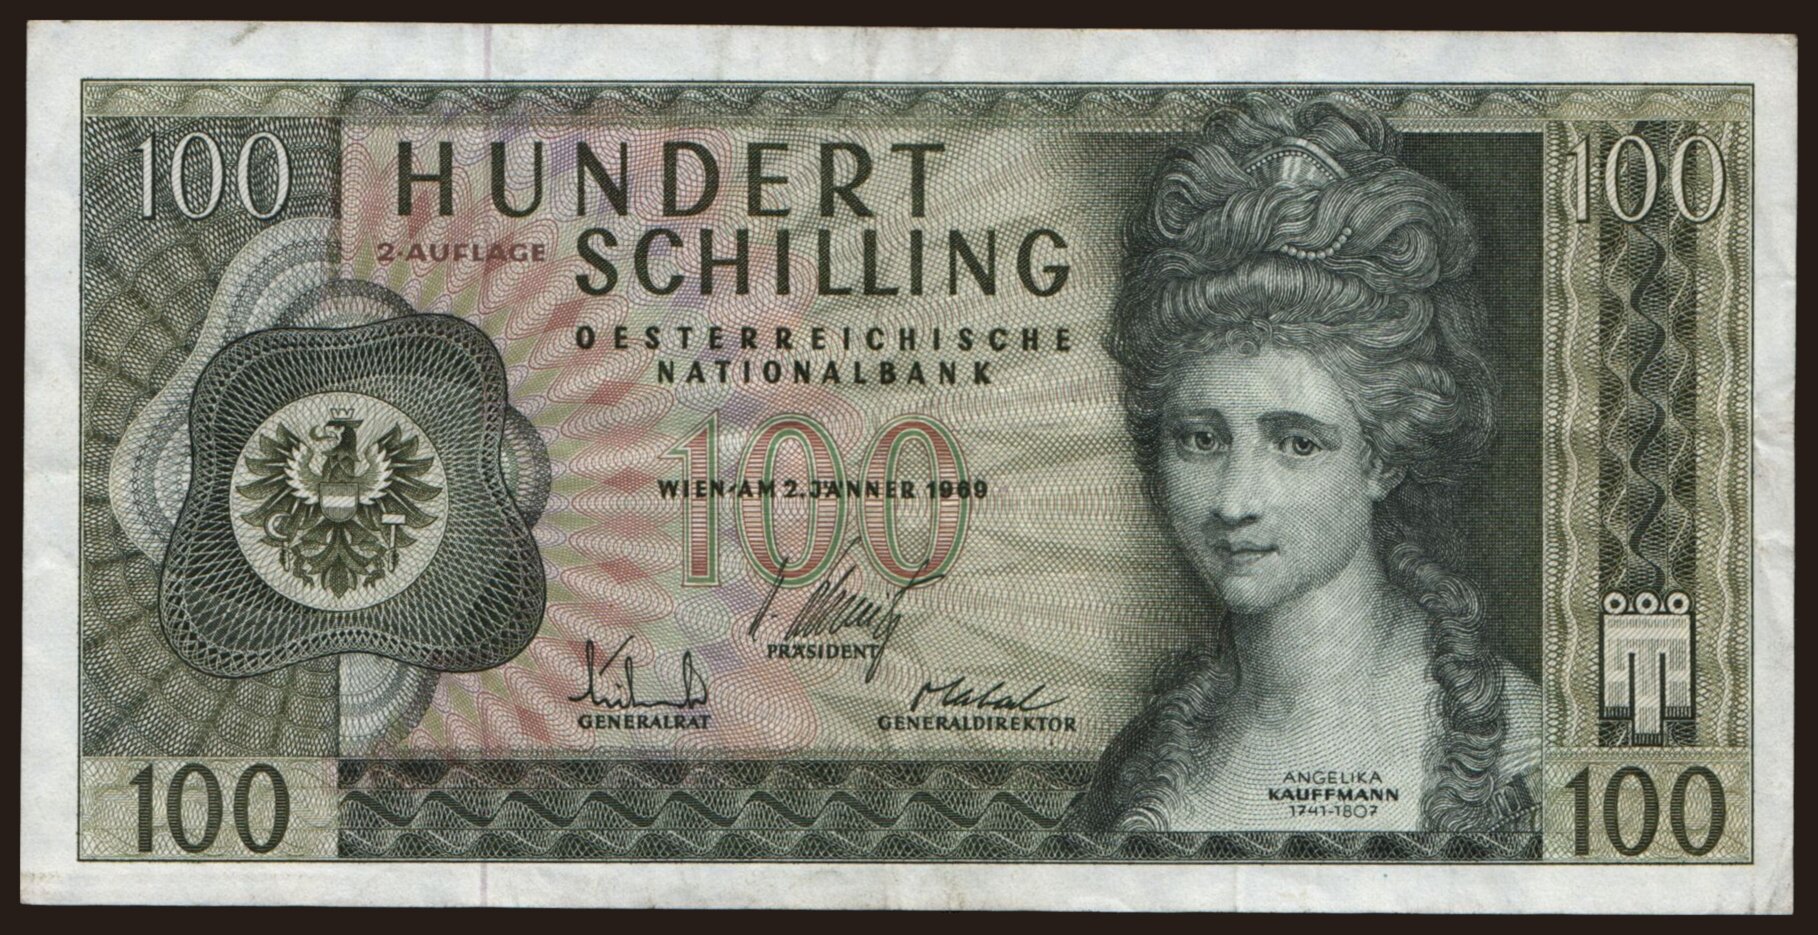 100
HUNDERT
100
2·AUFLAGE
SCHILLING
OESTERREICHISCHE
NATIONALBANK
100
WIEN·AM 2.JÄNNER 1969
PRÄSIDENT
GENERALRAT
GENERALDIREKTOR
ANGELIKA
KAUFFMANN
1741-1807
100
100